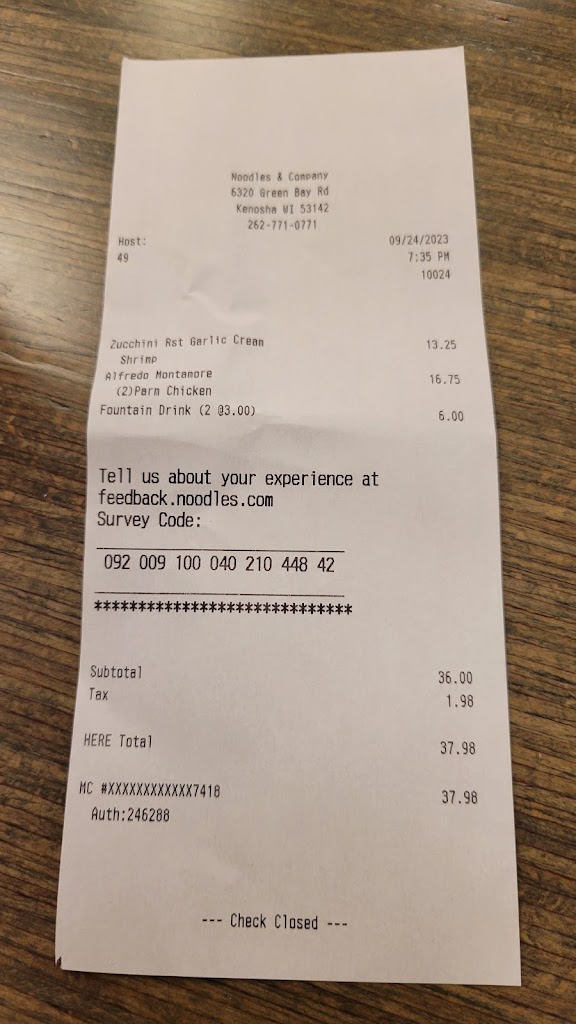 Noodles & Company
6320 Green Bay Rd
Kenosha WI 53142
262-771-0771
Host: 09/24/2023
49 7:35 PM
10024
Zucchini Rst Garlic Cream 13.25
Shrimp
Alfredo Montamore 16.75
(2)Parm Chicken
Fountain Drink (2 @3.00) 6.00
Tell us about your experience at
feedback.noodles.com
Survey Code:
092 009 100 040 210 448 42
*****************************
Subtotal 36.00
Tax 1.98
HERE Total 37.98
MC #XXXXXXXXXXXX7418 37.98
Auth:246288
--- Check Closed ---